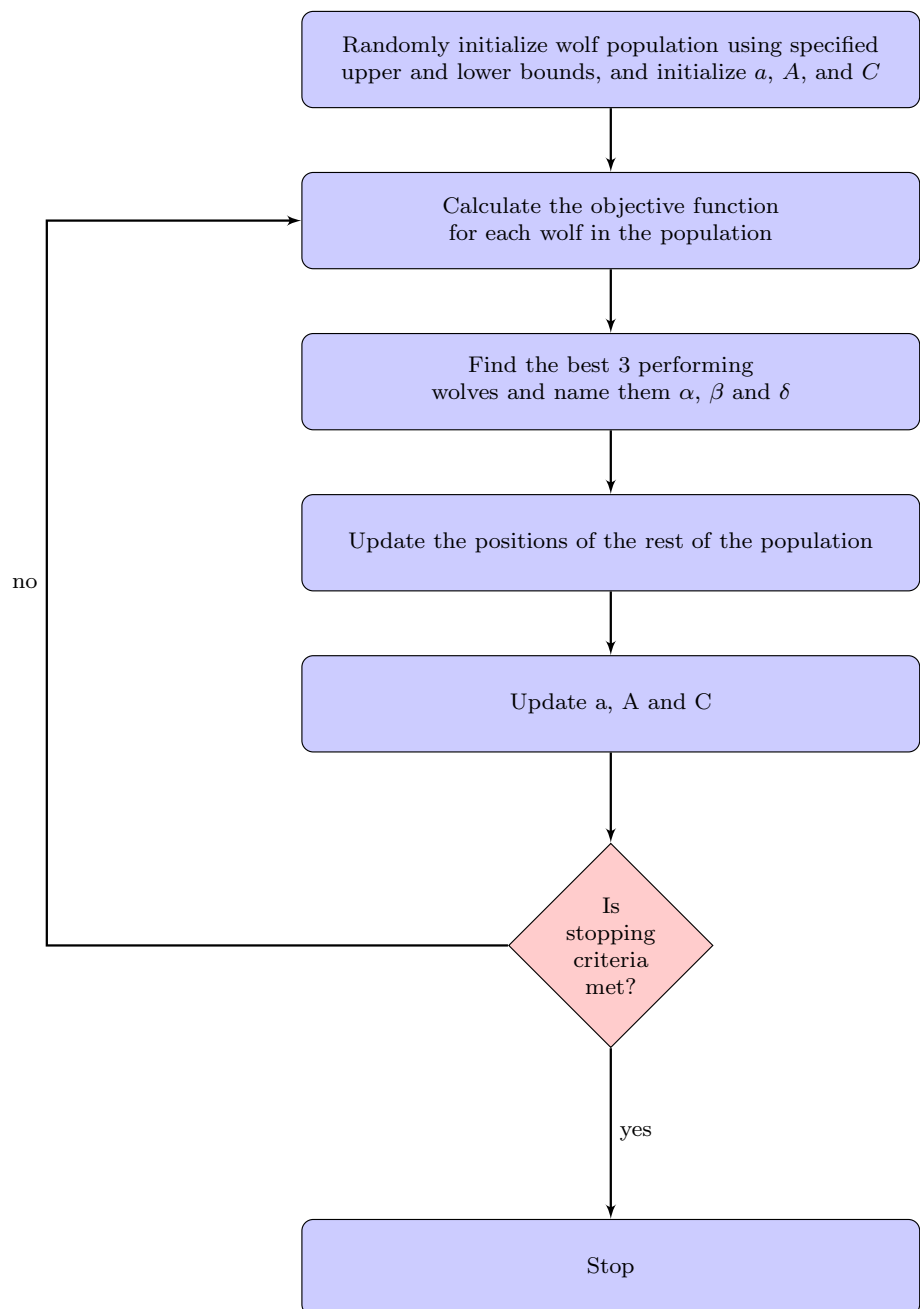 Randomly initialize wolf population using specified
upper and lower bounds, and initialize a, A, and C
Calculate the objective function
for each wolf in the population
Find the best 3 performing
wolves and name them α, β and δ
Update the positions of the rest of the population
no
Update a, A and C
Is
stopping
criteria
met?
yes
Stop